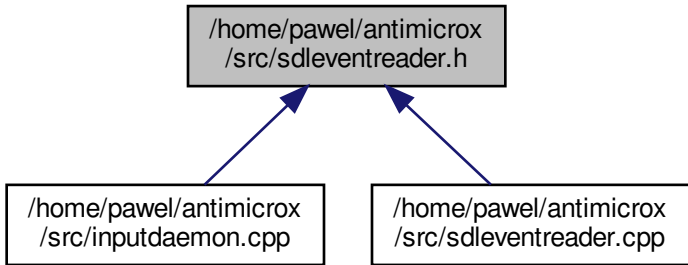 /home/pawel/antimicrox
/src/sdleventreader.h
/home/pawel/antimicrox
/src/inputdaemon.cpp
/home/pawel/antimicrox
/src/sdleventreader.cpp